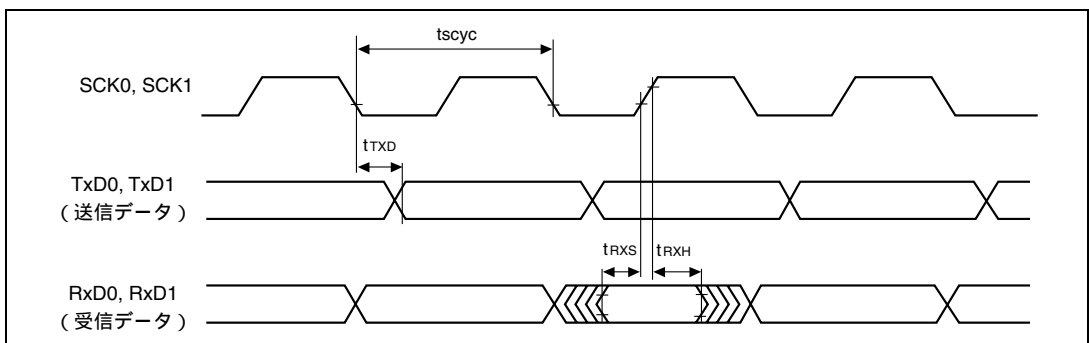 tscyc
SCK0, SCK1
tTXD
TxD0, TxD1
(送信データ)
tRXS
tRXH
RxD0, RxD1
(受信データ)